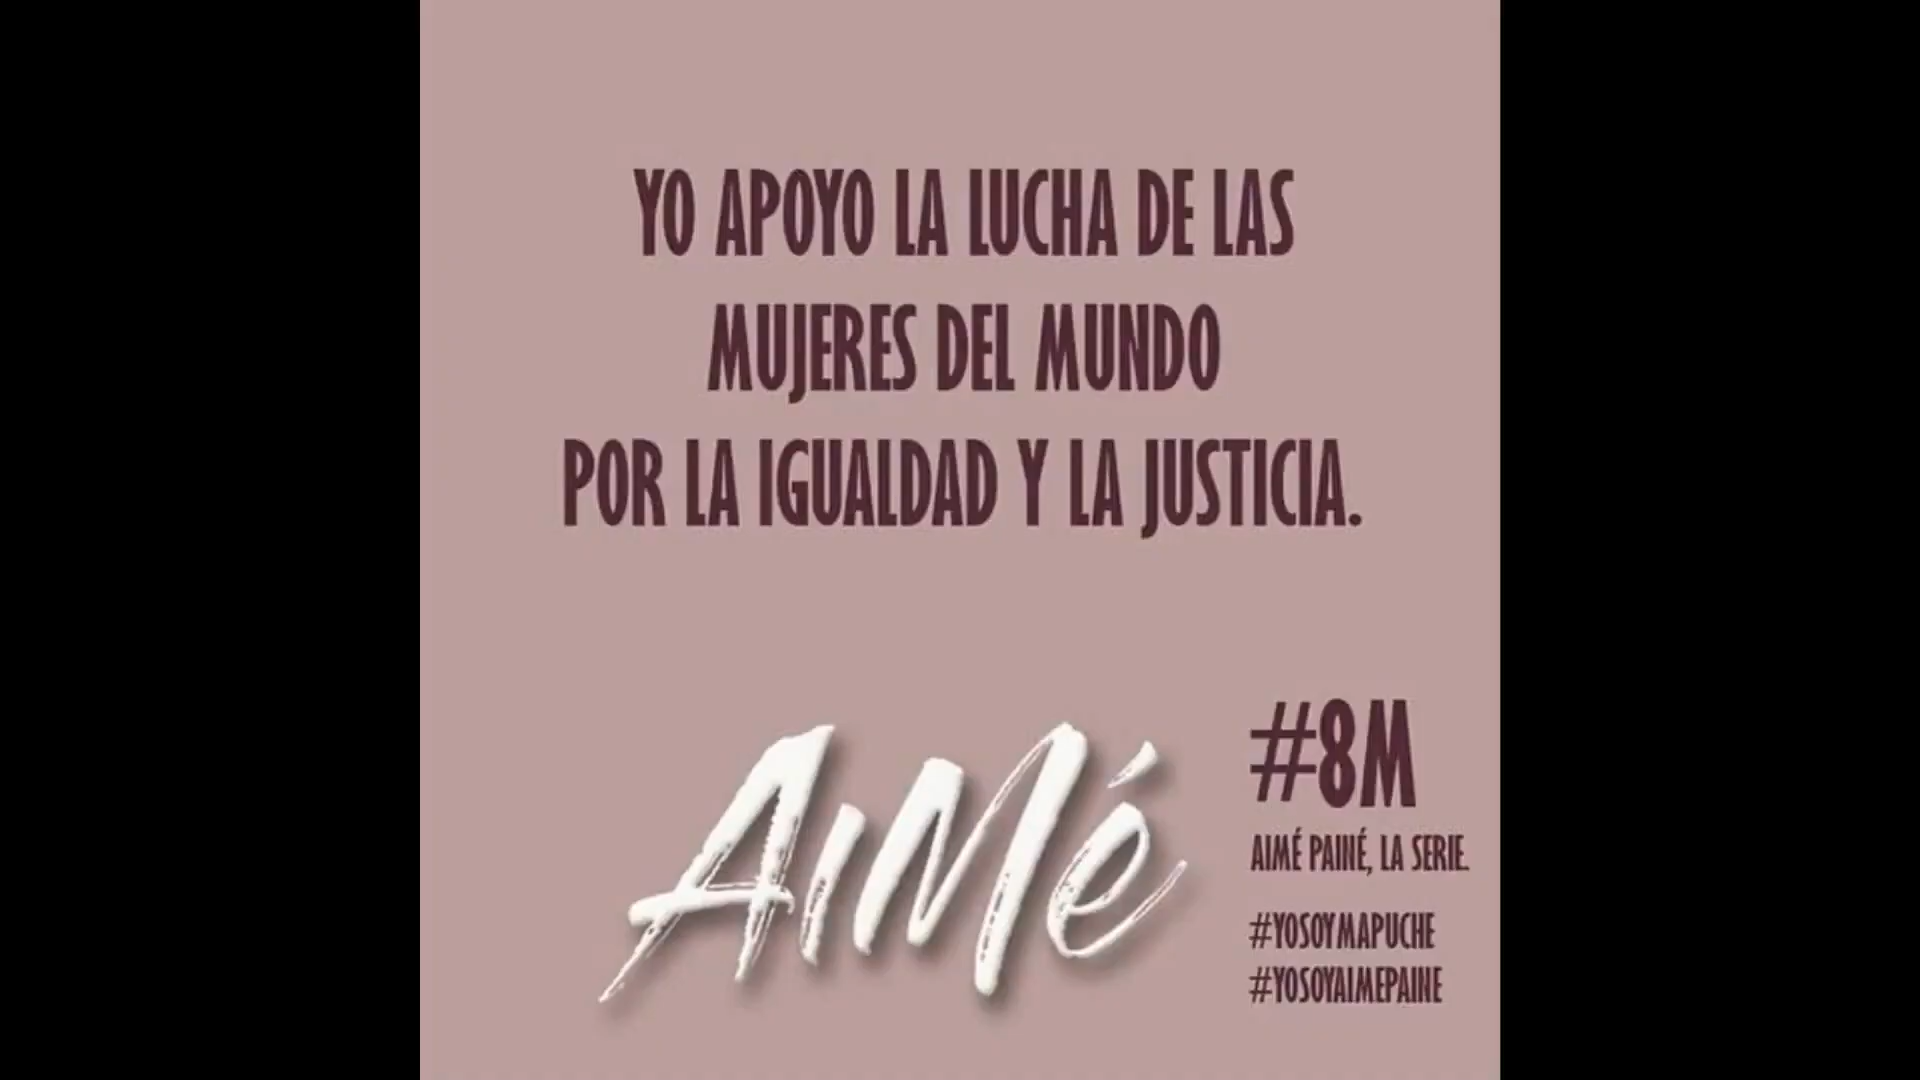 YO APOYO LA LUCHA DE LAS
MUJERES DEL MUNDO
POR LA IGUALDAD Y LA JUSTICIA.
AiMé
#8M
AIMÉ PAINÉ, LA SERIE.
#YOSOYMAPUCHE
#YOSOYAIMEPAINE